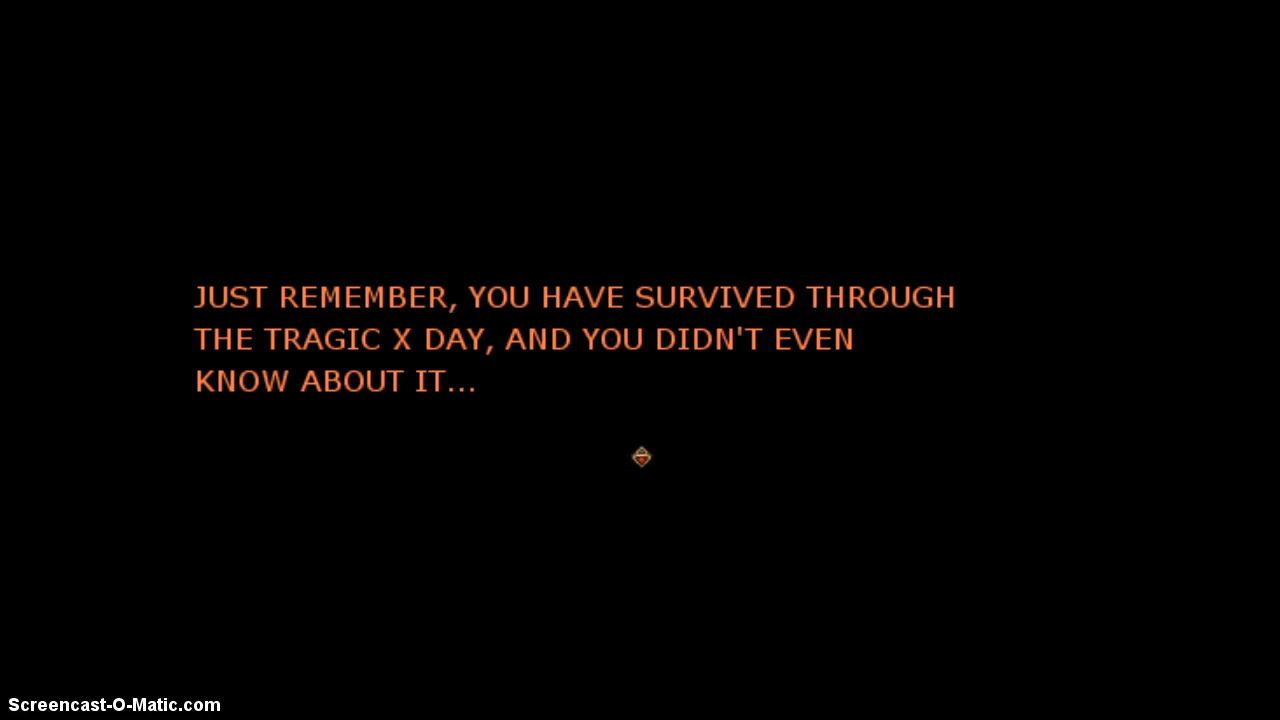 JUST REMEMBER, YOU HAVE SURVIVED THROUGH
THE TRAGIC X DAY, AND YOU DIDN'T EVEN
KNOW ABOUT IT...
Screencast-O-Matic.com